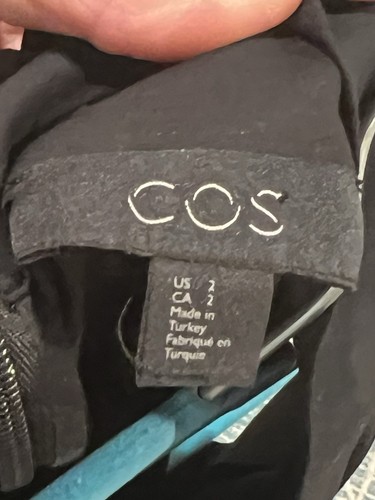 COS
US 2
CA 2
Made in
Turkey
Fabriqué en
Turquie